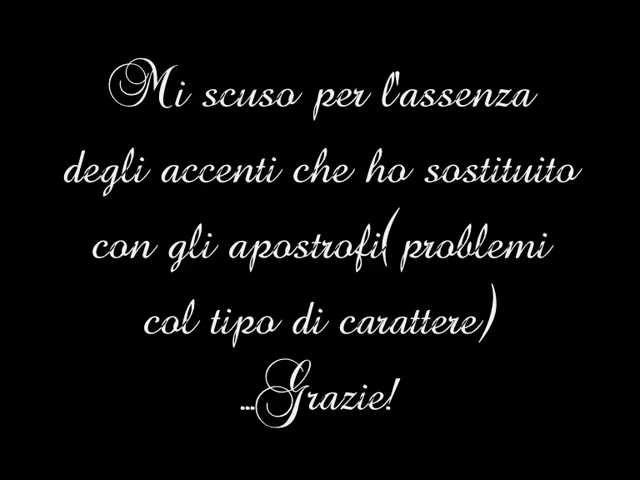 Mi scuso per l'assenza
degli accenti che ho sostituito
con gli apostrofi( problemi
col tipo di carattere)
...Grazie!